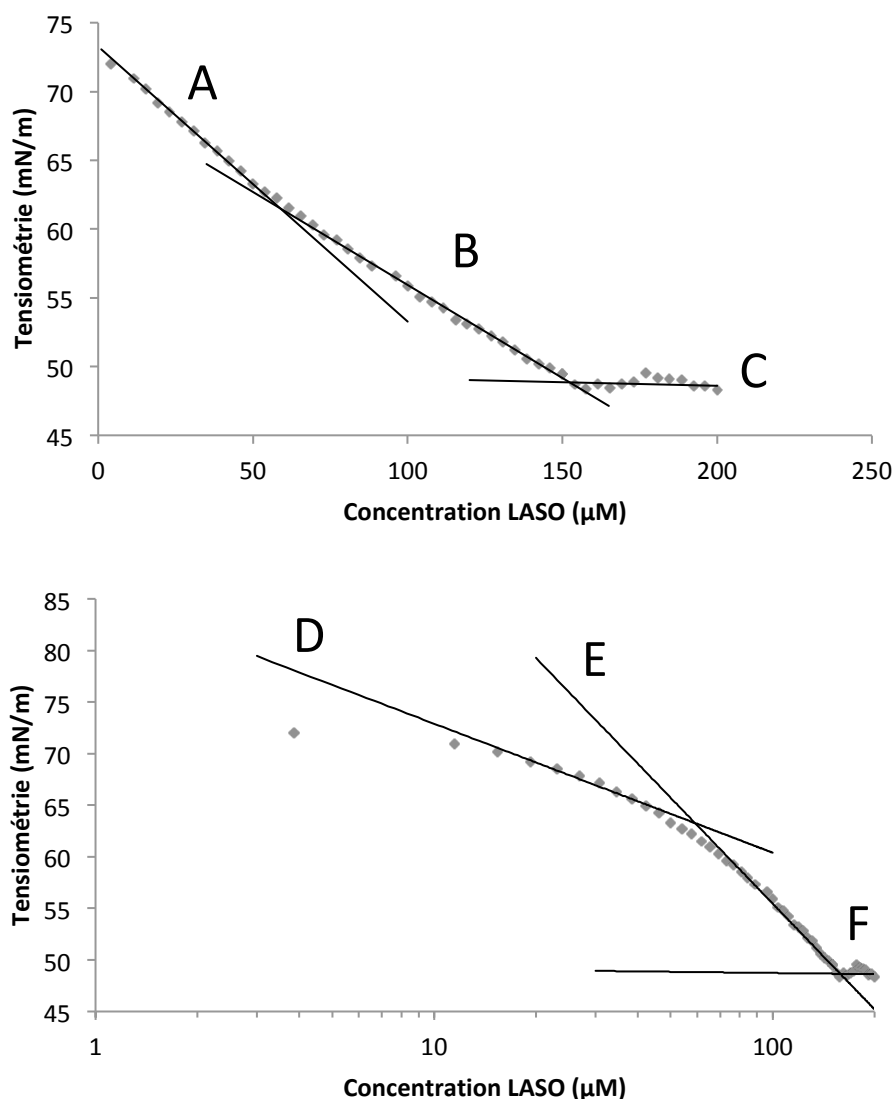 75
70
65
60
55
50
45
Tensiométrie (mN/m)
A
B
C
0 50 100 150 200 250
Concentration LASO (µM)
85
80
75
70
65
60
55
50
45
Tensiométrie (mN/m)
D
E
F
1 10 100
Concentration LASO (µM)